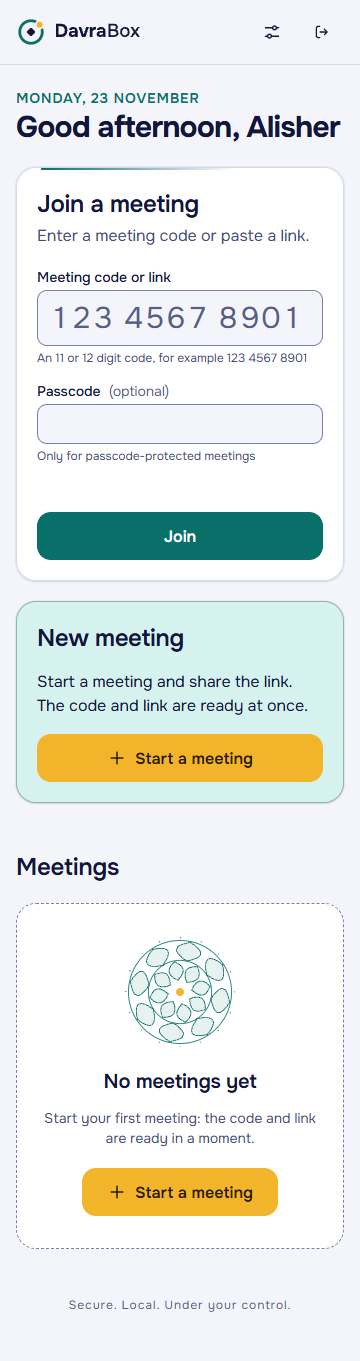 DavraBox
MONDAY, 23 NOVEMBER
Good afternoon, Alisher
Join a meeting
Enter a meeting code or paste a link.
Meeting code or link
123 4567 8901
An 11 or 12 digit code, for example 123 4567 8901
Passcode (optional)
Only for passcode-protected meetings
Join
New meeting
Start a meeting and share the link.
The code and link are ready at once.
Start a meeting
Meetings
No meetings yet
Start your first meeting: the code and link
are ready in a moment.
Start a meeting
Secure. Local. Under your control.